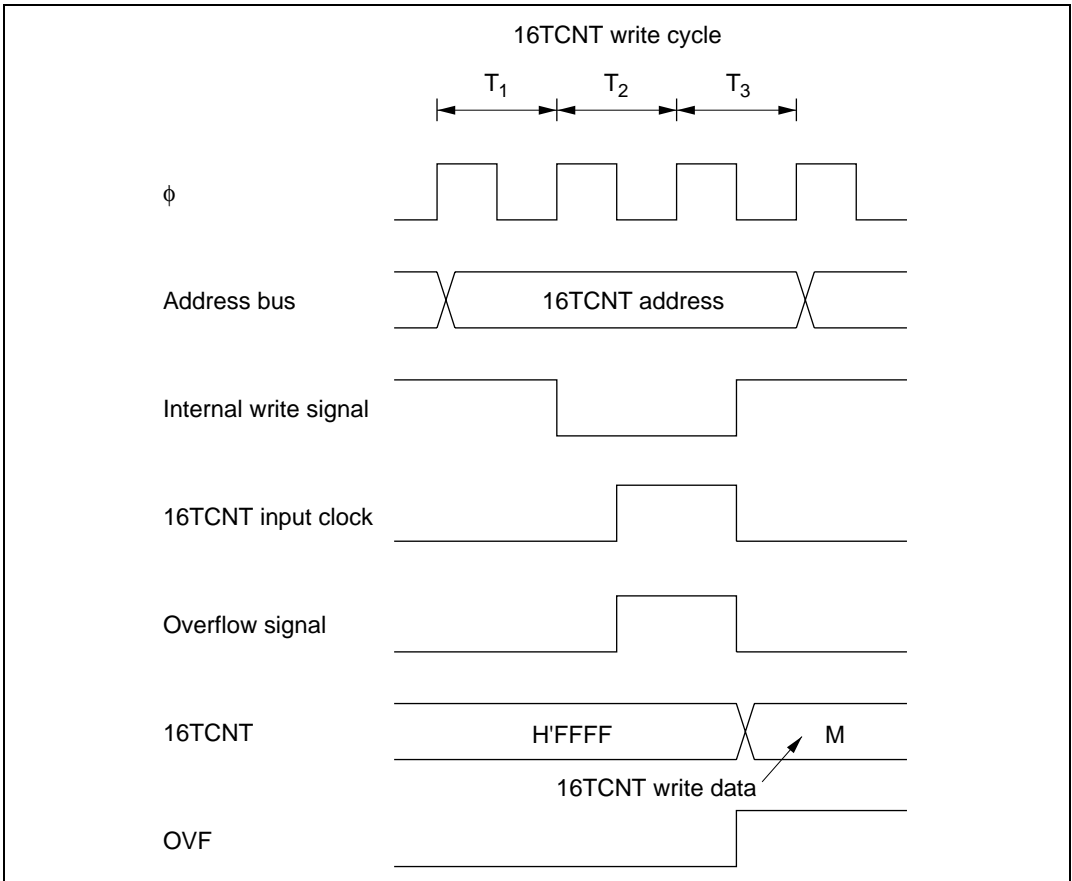 16TCNT write cycle
T1 T2 T3
φ
Address bus 16TCNT address
Internal write signal
16TCNT input clock
Overflow signal
16TCNT H'FFFF M
16TCNT write data
OVF